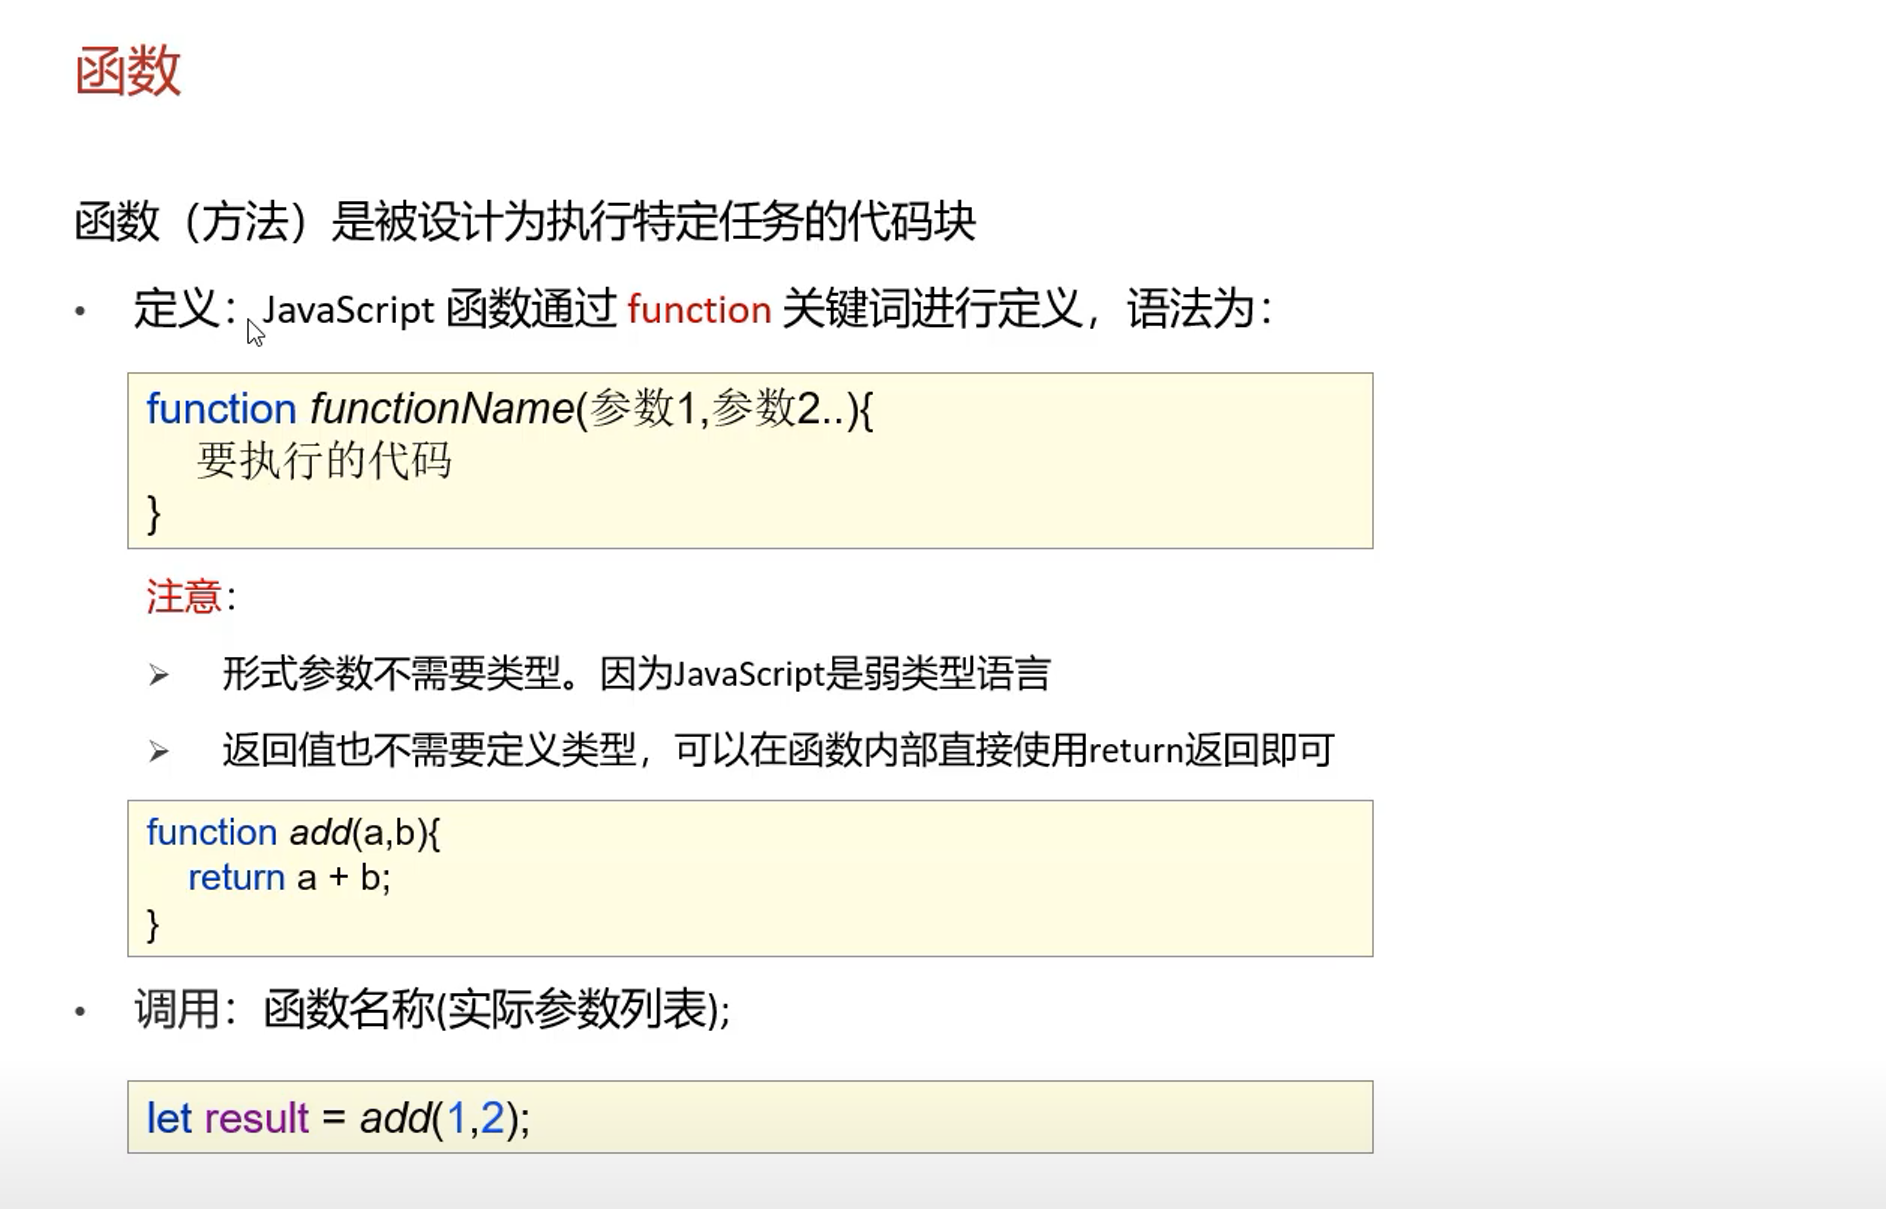 函数
函数（方法）是被设计为执行特定任务的代码块
• 定义：JavaScript 函数通过 function 关键词进行定义，语法为：
function functionName(参数1,参数2..){
要执行的代码
}
注意：
➢ 形式参数不需要类型。因为JavaScript是弱类型语言
➢ 返回值也不需要定义类型，可以在函数内部直接使用return返回即可
function add(a,b){
return a + b;
}
• 调用：函数名称(实际参数列表);
let result = add(1,2);